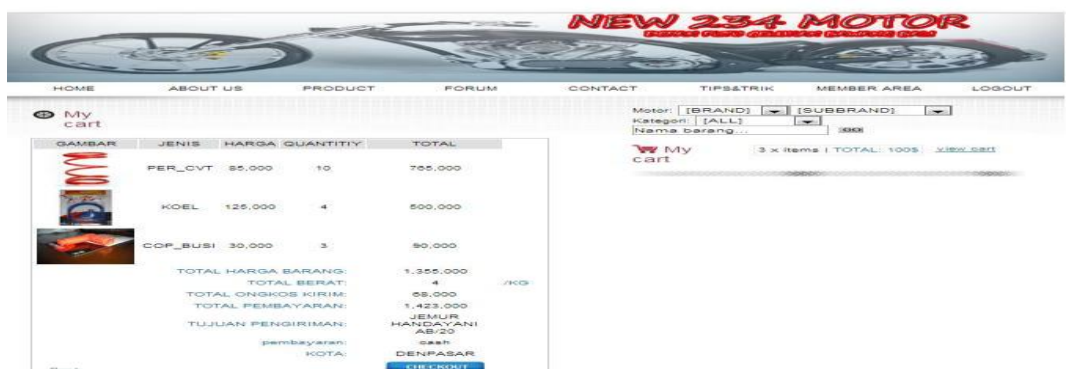 NEW 234 MOTOR
HOME ABOUT US PRODUCT FORUM CONTACT TIPS&TRIK MEMBER AREA LOGOUT
My cart
GAMBAR JENIS HARGA QUANTITIY TOTAL
PER_CVT 85,000 10 765,000
KOEL 125,000 4 500,000
COP_BUSI 30,000 3 90,000
TOTAL HARGA BARANG: 1,355,000
TOTAL BERAT: 4 /KG
TOTAL ONGKOS KIRIM: 68,000
TOTAL PEMBAYARAN: 1,423,000
TUJUAN PENGIRIMAN: JEMUR HANDAYANI AB/20
pembayaran: cash
KOTA: DENPASAR
CHECKOUT
Motor: [BRAND] [SUBBRAND]
Kategori: [ALL]
Nama barang... GO
My cart
3 x items | TOTAL: 100$ view cart